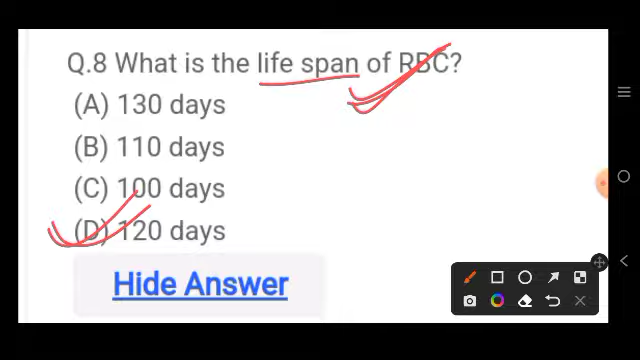 Q.8 What is the life span of RBC?
(A) 130 days
(B) 110 days
(C) 100 days
(D) 120 days
Hide Answer